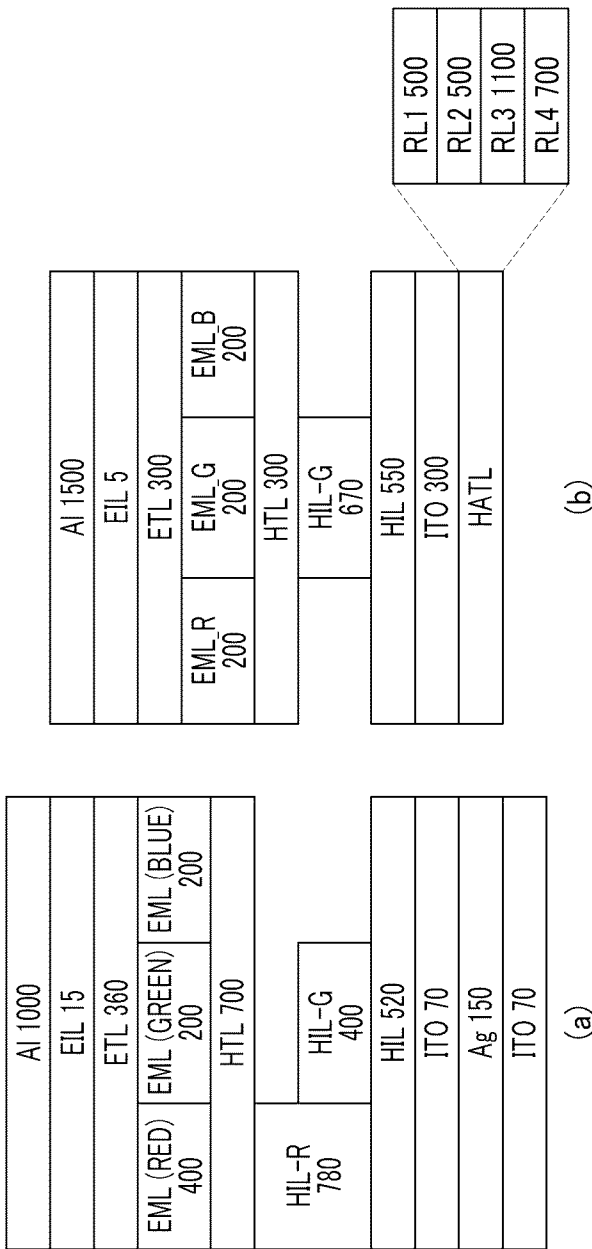 Al 1000
EIL 15
ETL 360
EML (RED)
400
EML (GREEN)
200
EML (BLUE)
200
HTL 700
HIL-R
780
HIL-G
400
HIL 520
ITO 70
Ag 150
ITO 70
(a)
Al 1500
EIL 5
ETL 300
EML_R
200
EML_G
200
EML_B
200
HTL 300
HIL-G
670
HIL 550
ITO 300
HATL
RL1 500
RL2 500
RL3 1100
RL4 700
(b)